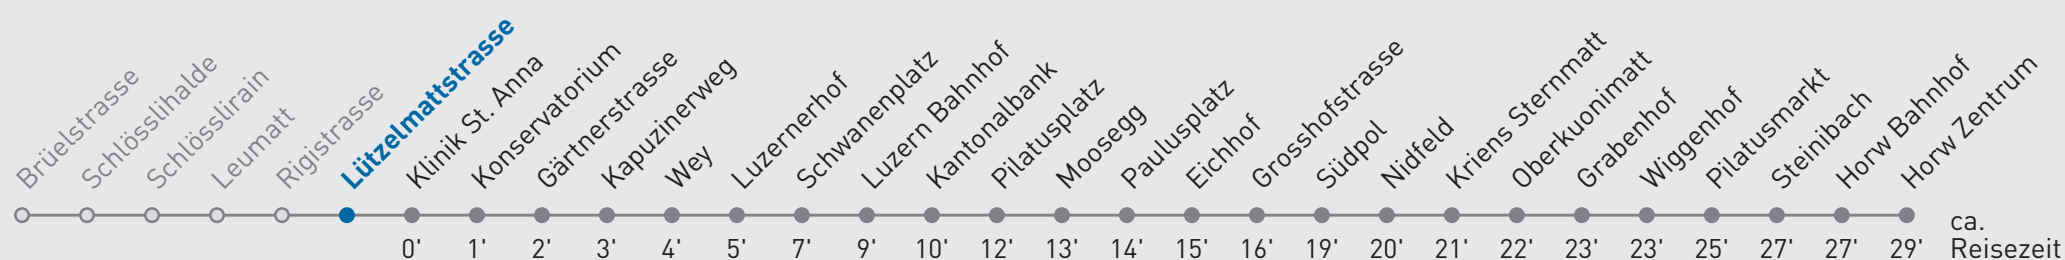 Brüelstrasse
Schlösslihalde
Schlösslirain
Leumatt
Rigistrasse
Lützelmattstrasse
Klinik St. Anna
Konservatorium
Gärtnerstrasse
Kapuzinerweg
Wey
Luzernerhof
Schwanenplatz
Luzern Bahnhof
Kantonalbank
Pilatusplatz
Moosegg
Paulusplatz
Eichhof
Grosshofstrasse
Südpol
Nidfeld
Kriens Sternmatt
Oberkuonimatt
Grabenhof
Wiggenhof
Pilatusmarkt
Steinibach
Horw Bahnhof
Horw Zentrum
0' 1' 2' 3' 4' 5' 7' 9' 10' 12' 13' 14' 15' 16' 19' 20' 21' 22' 23' 23' 25' 27' 27' 29'
ca.
Reisezeit